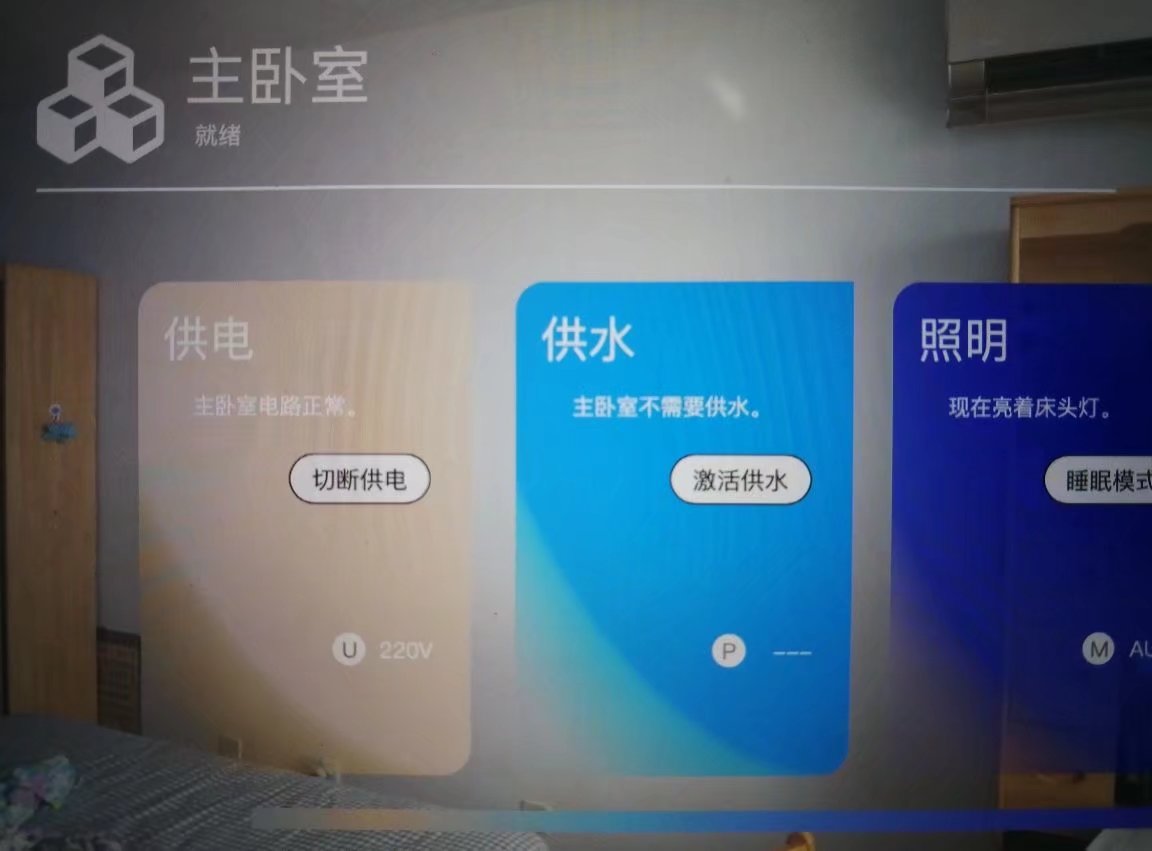 主卧室
就绪
供电
主卧室电路正常。
切断供电
U 220V
供水
主卧室不需要供水。
激活供水
P ---
照明
现在亮着床头灯。
睡眠模式
M AU